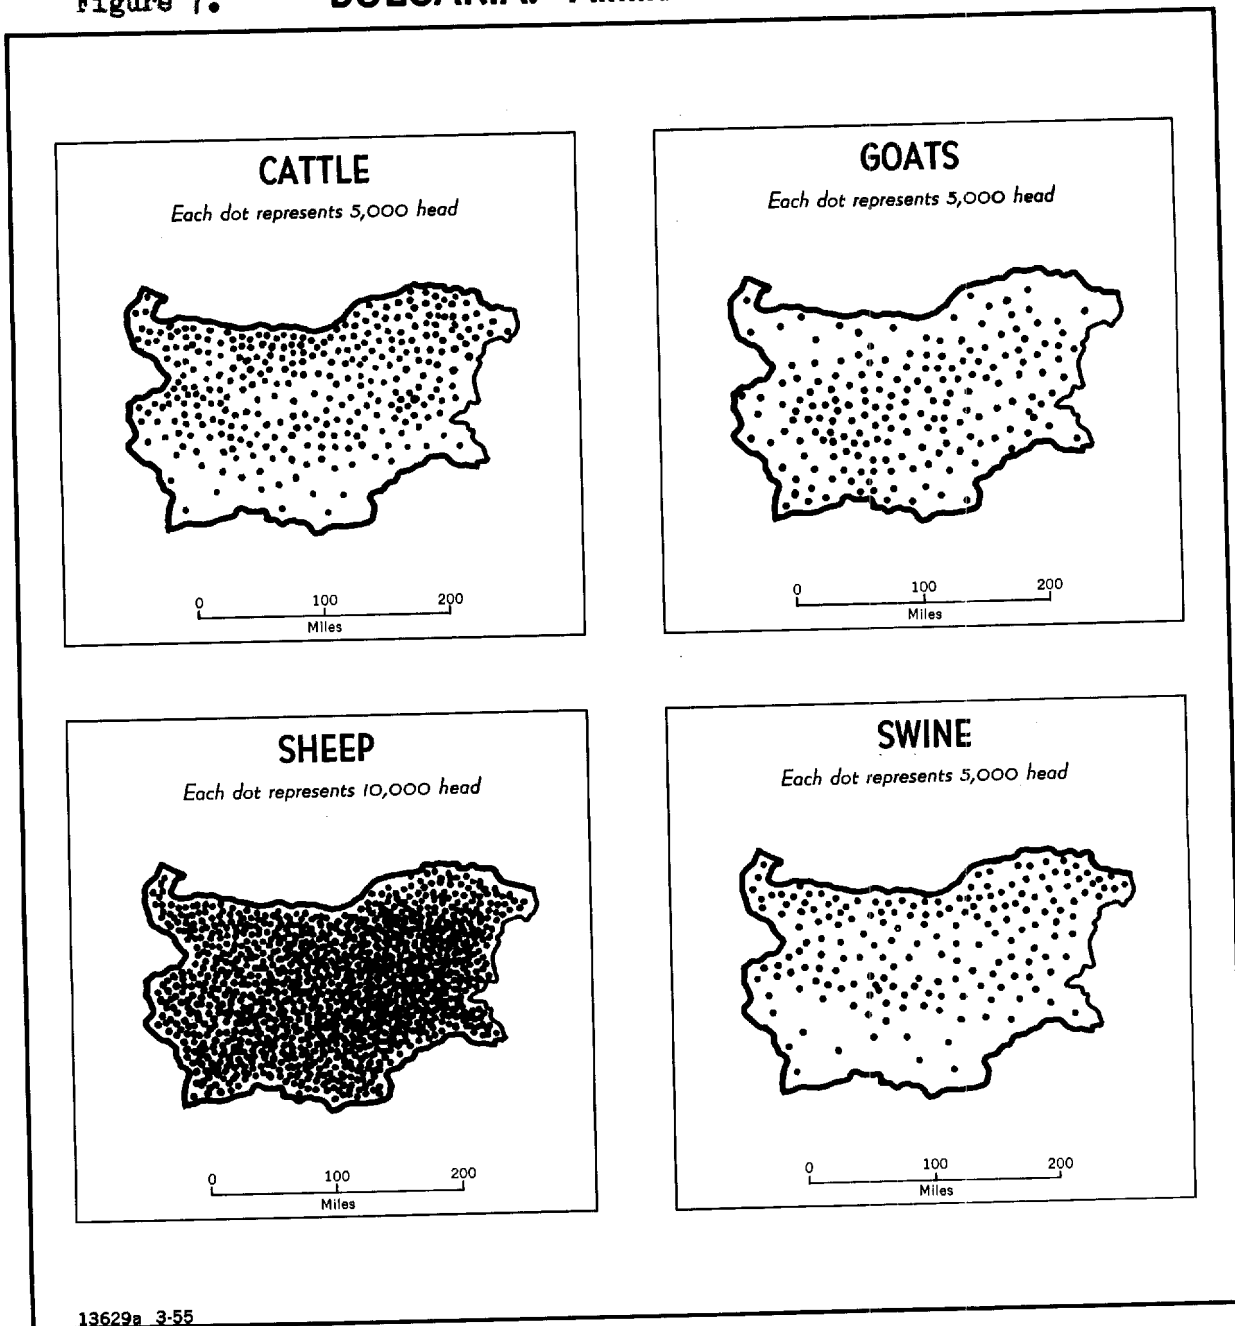 Figure 7.
CATTLE
Each dot represents 5,000 head
0 100 200
Miles
GOATS
Each dot represents 5,000 head
0 100 200
Miles
SHEEP
Each dot represents 10,000 head
0 100 200
Miles
SWINE
Each dot represents 5,000 head
0 100 200
Miles
13629a 3-55